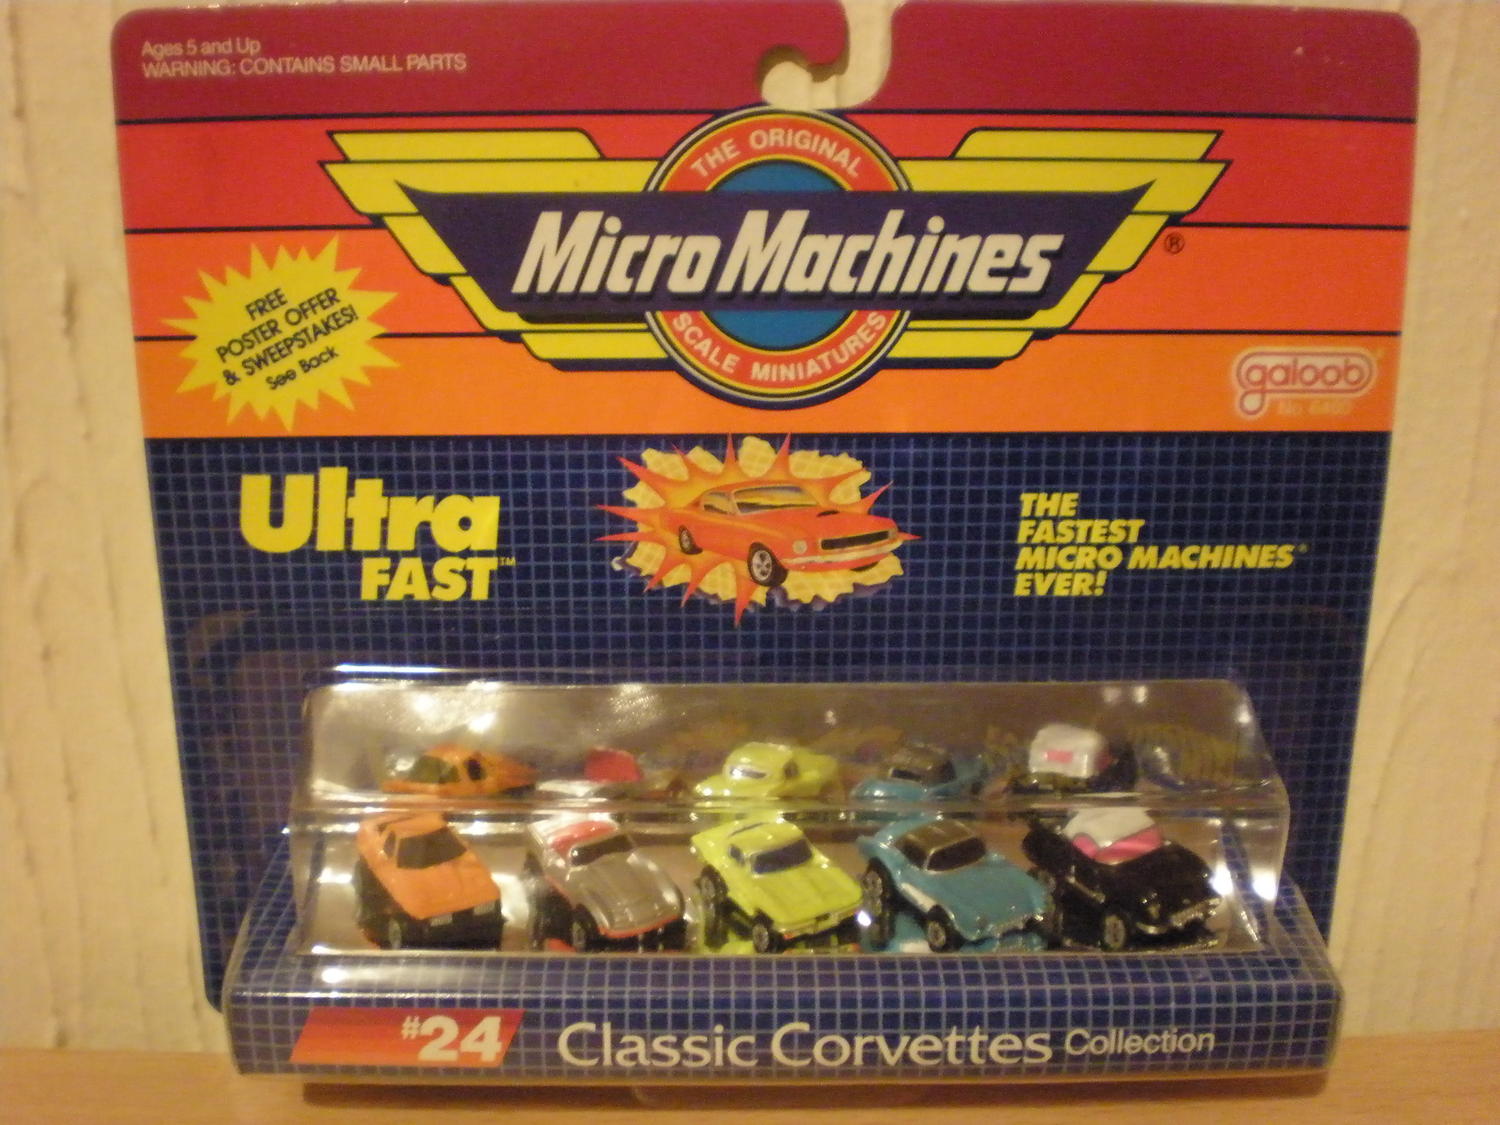 Ages 5 and Up
WARNING: CONTAINS SMALL PARTS
THE ORIGINAL
Micro Machines®
SCALE MINIATURES
FREE
POSTER OFFER
& SWEEPSTAKES!
See Back
galoob
Ultra
FAST™
THE
FASTEST
MICRO MACHINES®
EVER!
#24 Classic Corvettes Collection